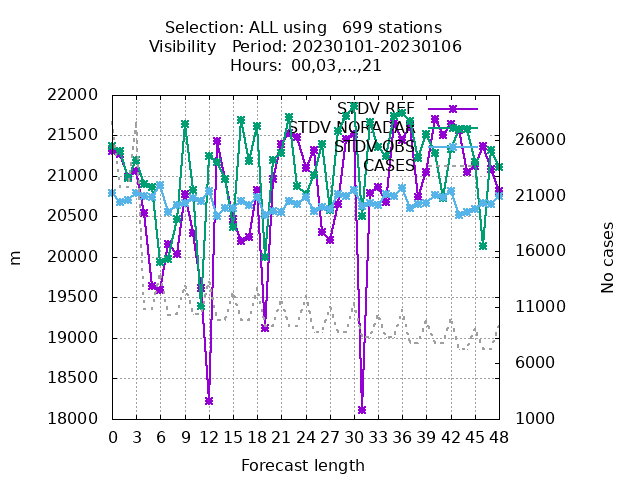 Selection: ALL using   699 stations
Visibility   Period: 20230101-20230106
Hours:  00,03,...,21
22000
21500
21000
20500
20000
19500
19000
18500
18000
m
STDV REF
STDV NORADAR
STDV OBS
CASES
26000
21000
16000
11000
6000
1000
No cases
0 3 6 9 12 15 18 21 24 27 30 33 36 39 42 45 48
Forecast length